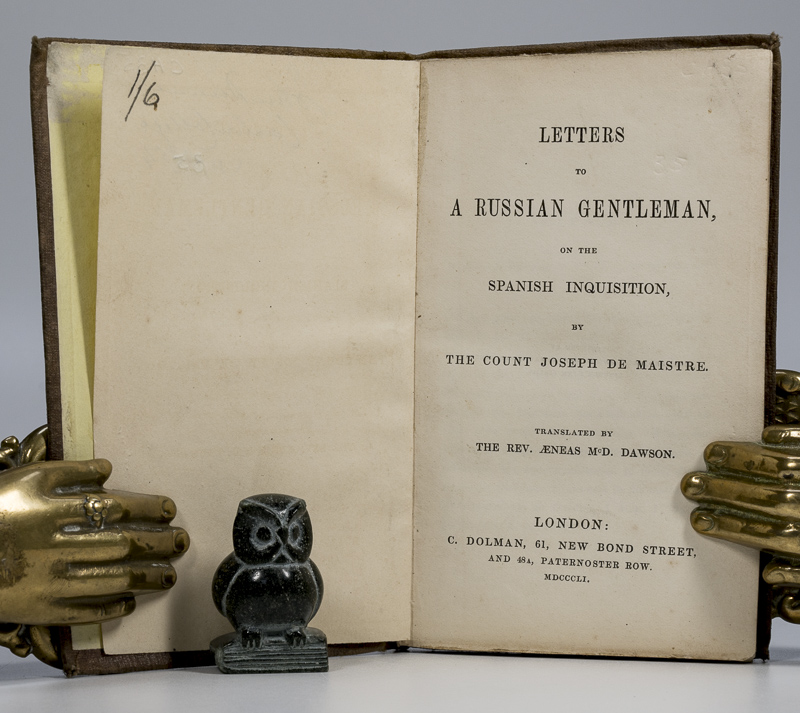 1/6
LETTERS
TO
A RUSSIAN GENTLEMAN,
ON THE
SPANISH INQUISITION,
BY
THE COUNT JOSEPH DE MAISTRE.
TRANSLATED BY
THE REV. ÆNEAS McD. DAWSON.
LONDON:
C. DOLMAN, 61, NEW BOND STREET,
AND 48A, PATERNOSTER ROW.
MDCCCLI.